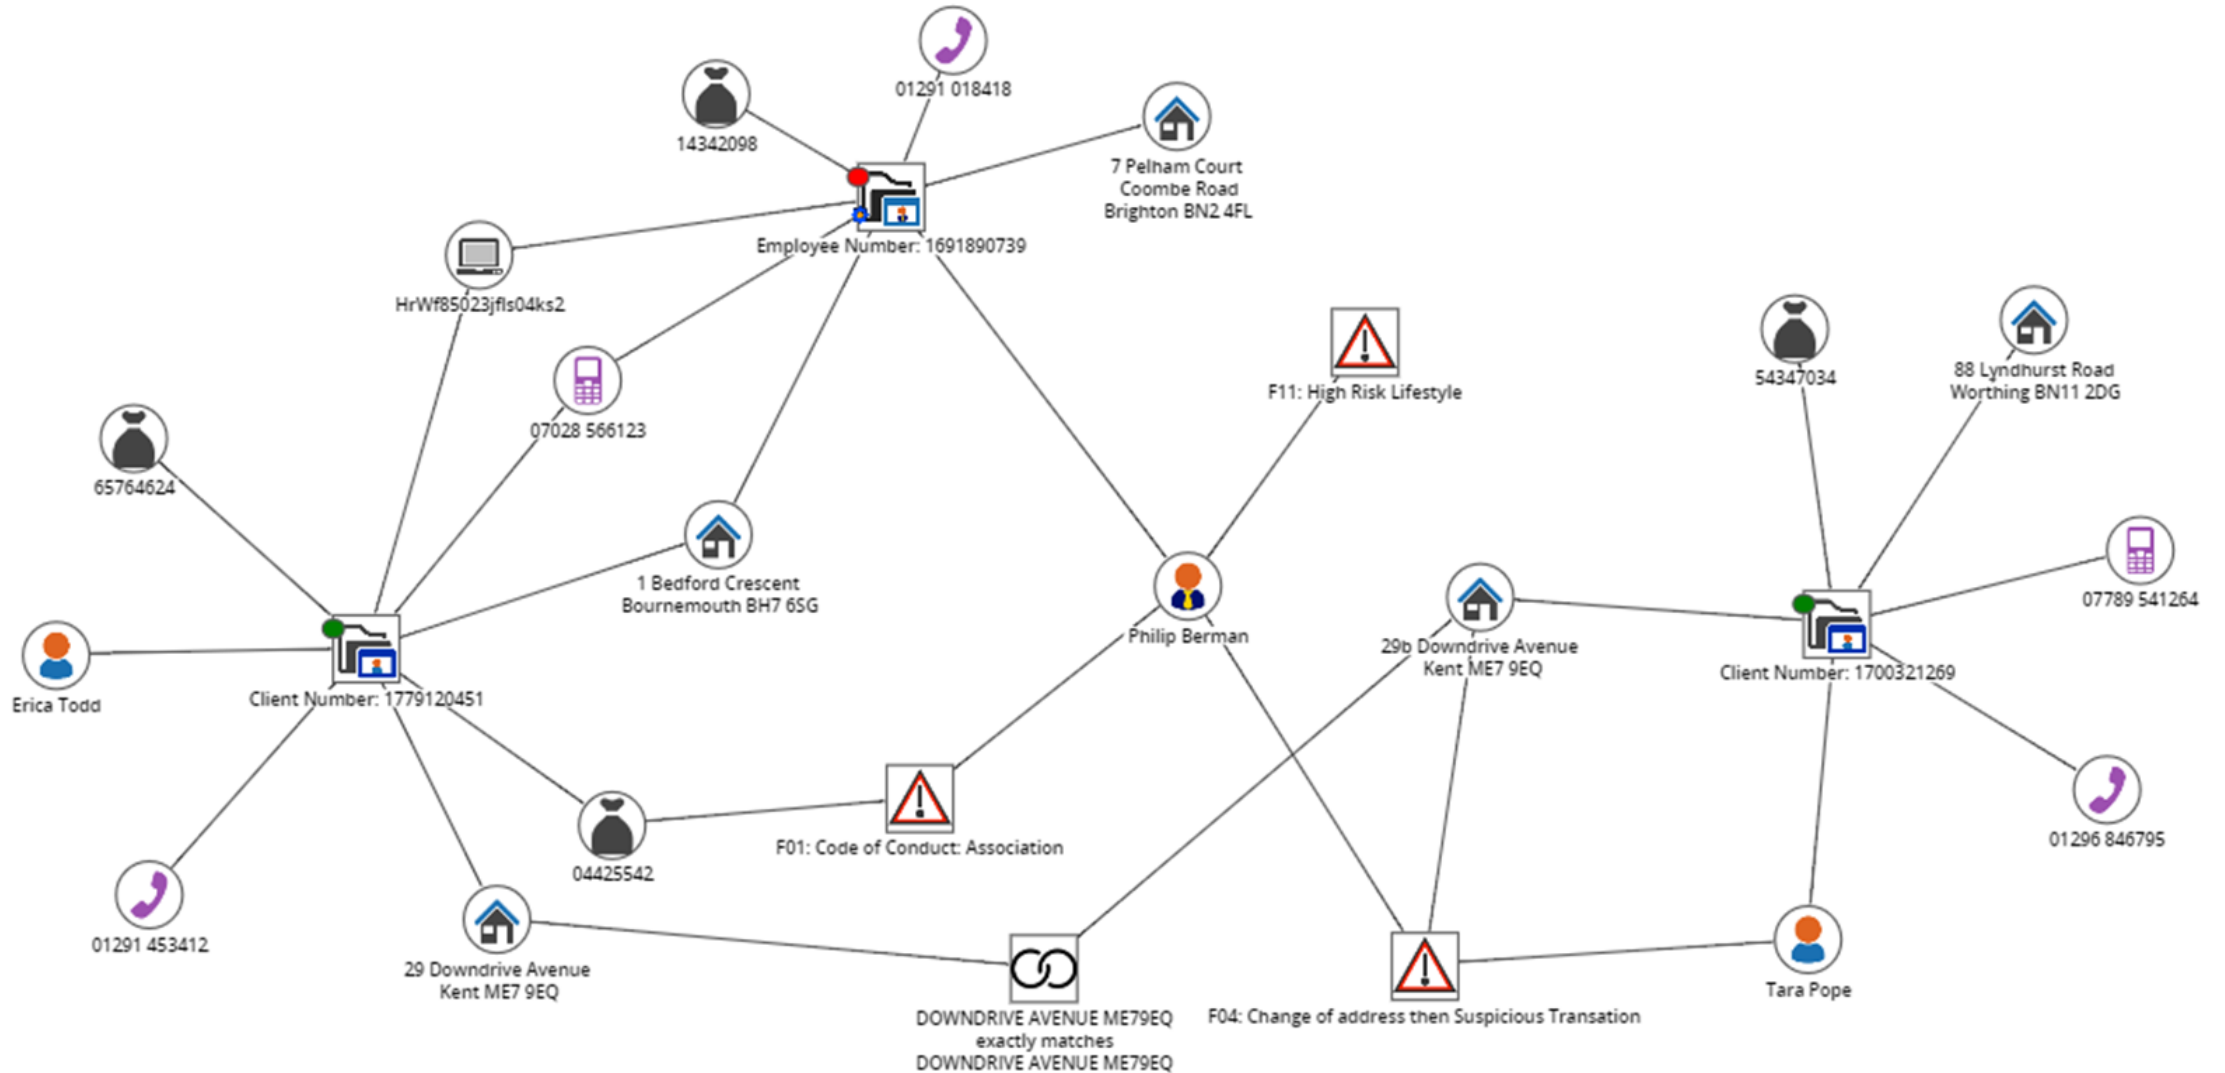 01291 018418
14342098
7 Pelham Court
Coombe Road
Brighton BN2 4FL
Employee Number: 1691890739
HrWf85023jfls04ks2
07028 566123
F11: High Risk Lifestyle
54347034
88 Lyndhurst Road
Worthing BN11 2DG
65764624
1 Bedford Crescent
Bournemouth BH7 6SG
07789 541264
Philip Berman
29b Downdrive Avenue
Kent ME7 9EQ
Client Number: 1700321269
Erica Todd
Client Number: 1779120451
01296 846795
F01: Code of Conduct: Association
04425542
01291 453412
29 Downdrive Avenue
Kent ME7 9EQ
Tara Pope
DOWNDRIVE AVENUE ME79EQ
exactly matches
DOWNDRIVE AVENUE ME79EQ
F04: Change of address then Suspicious Transation